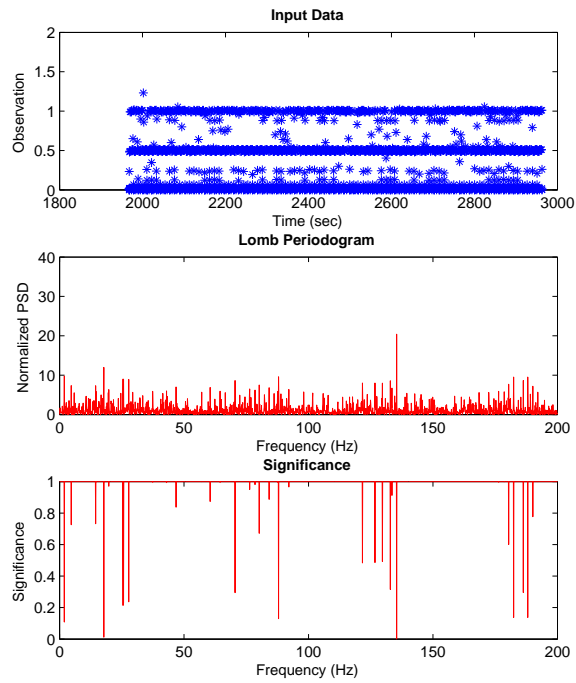 Input Data
2
1.5
1
0.5
0
Observation
1800 2000 2200 2400 2600 2800 3000
Time (sec)
Lomb Periodogram
40
30
20
10
0
Normalized PSD
0 50 100 150 200
Frequency (Hz)
Significance
1
0.8
0.6
0.4
0.2
0
Significance
0 50 100 150 200
Frequency (Hz)